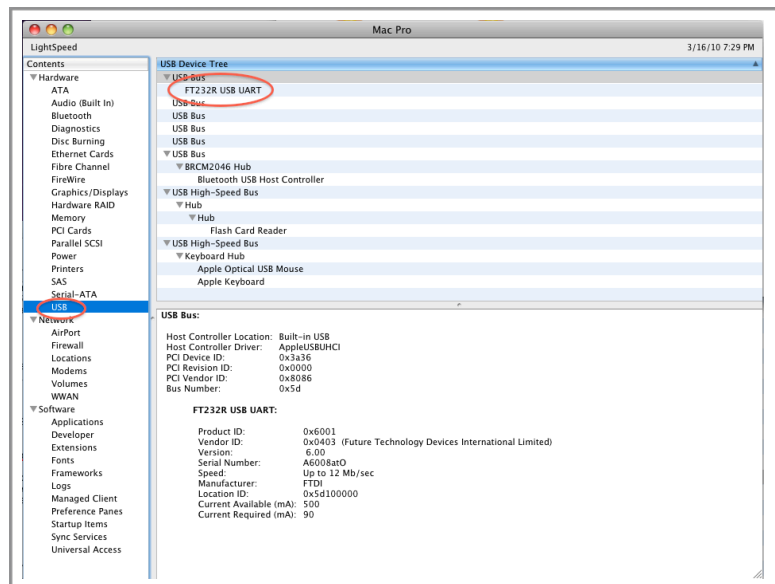 Mac Pro
LightSpeed
3/16/10 7:29 PM
Contents
Hardware
ATA
Audio (Built In)
Bluetooth
Diagnostics
Disc Burning
Ethernet Cards
Fibre Channel
FireWire
Graphics/Displays
Hardware RAID
Memory
PCI Cards
Parallel SCSI
Power
Printers
SAS
Serial-ATA
USB
Network
AirPort
Firewall
Locations
Modems
Volumes
WWAN
Software
Applications
Developer
Extensions
Fonts
Frameworks
Logs
Managed Client
Preference Panes
Startup Items
Sync Services
Universal Access
USB Device Tree
USB Bus
FT232R USB UART
USB Bus
USB Bus
USB Bus
USB Bus
USB Bus
BRCM2046 Hub
Bluetooth USB Host Controller
USB High-Speed Bus
Hub
Hub
Flash Card Reader
USB High-Speed Bus
Keyboard Hub
Apple Optical USB Mouse
Apple Keyboard
USB Bus:
Host Controller Location: Built-in USB
Host Controller Driver: AppleUSBUHCI
PCI Device ID: 0x3a36
PCI Revision ID: 0x0000
PCI Vendor ID: 0x8086
Bus Number: 0x5d
FT232R USB UART:
Product ID: 0x6001
Vendor ID: 0x0403 (Future Technology Devices International Limited)
Version: 6.00
Serial Number: A6008atO
Speed: Up to 12 Mb/sec
Manufacturer: FTDI
Location ID: 0x5d100000
Current Available (mA): 500
Current Required (mA): 90